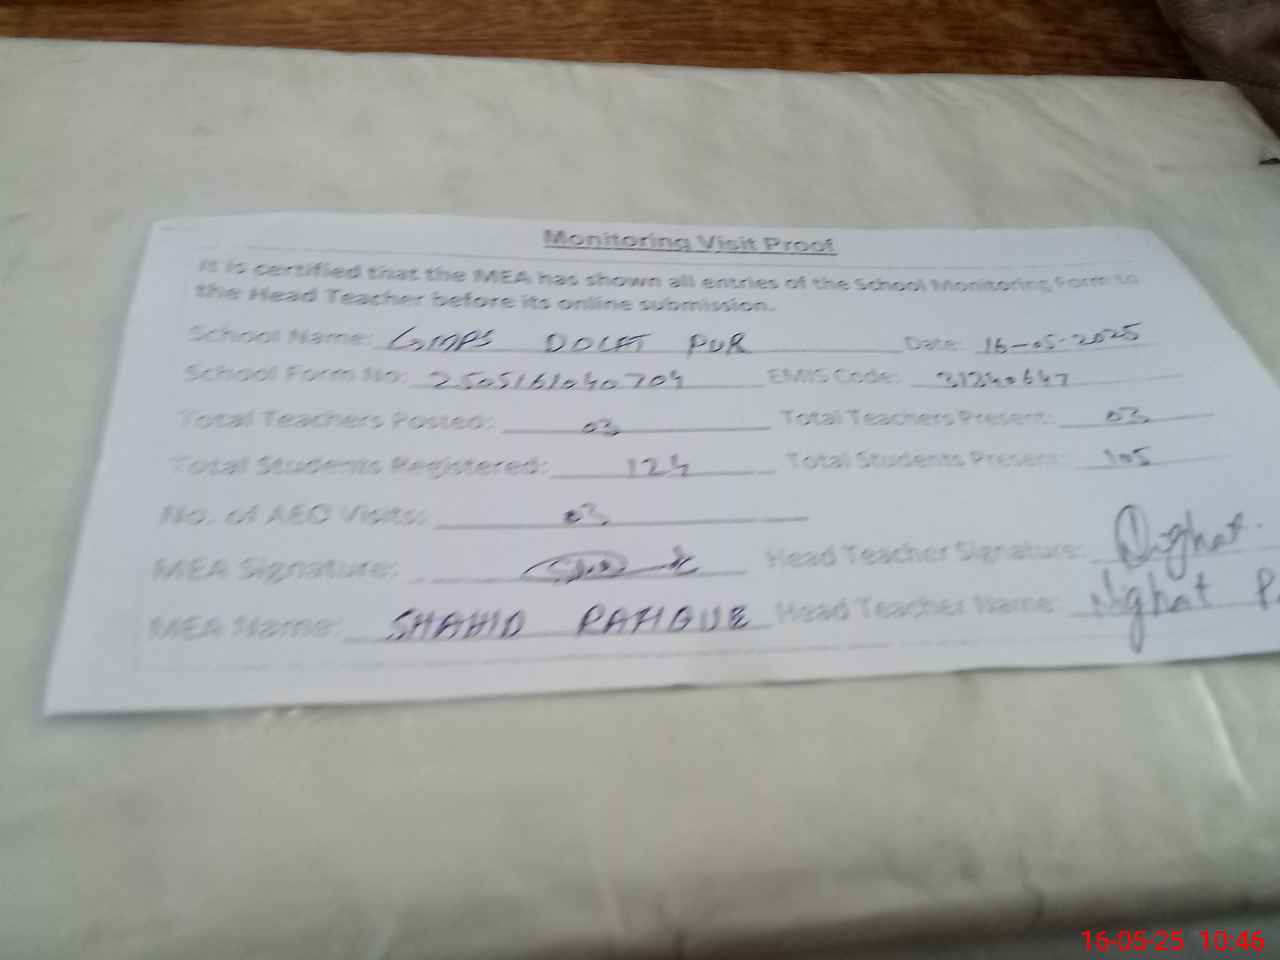 Monitoring Visit Proof
It is certified that the MEA has shown all entries of the School Monitoring Form to
the Head Teacher before its online submission.
School Name: GMPS DOLAT PUR Date: 16-05-2025
School Form No: 2505161040704 EMIS Code: 31240647
Total Teachers Posted: 03 Total Teachers Present: 03
Total Students Registered: 124 Total Students Present: 105
No. of AEO Visits: 03
MEA Signature: Head Teacher Signature: Nighat
MEA Name: SHAHID RAFIQUE Head Teacher Name: Nighat
16-05-25 10:46